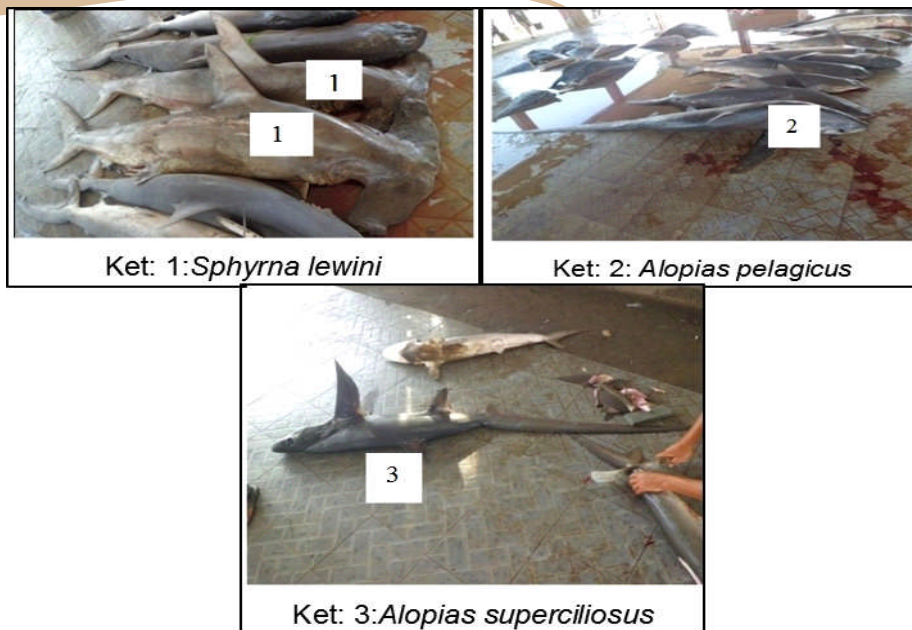 1
1
Ket: 1:Sphyrna lewini
2
Ket: 2: Alopias pelagicus
3
Ket: 3:Alopias superciliosus